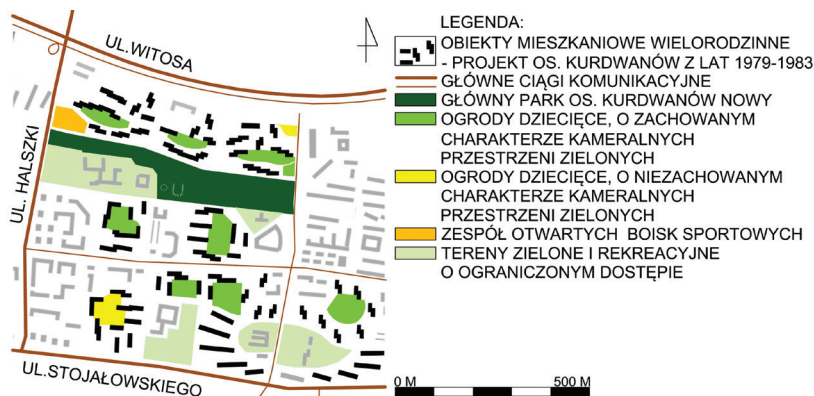 UL.WITOSA
UL. HALSZKI
UL.STOJAŁOWSKIEGO
LEGENDA:
OBIEKTY MIESZKANIOWE WIELORODZINNE
- PROJEKT OS. KURDWANÓW Z LAT 1979-1983
GŁÓWNE CIĄGI KOMUNIKACYJNE
GŁÓWNY PARK OS. KURDWANÓW NOWY
OGRODY DZIECIĘCE, O ZACHOWANYM
CHARAKTERZE KAMERALNYCH
PRZESTRZENI ZIELONYCH
OGRODY DZIECIĘCE, O NIEZACHOWANYM
CHARAKTERZE KAMERALNYCH
PRZESTRZENI ZIELONYCH
ZESPÓŁ OTWARTYCH BOISK SPORTOWYCH
TERENY ZIELONE I REKREACYJNE
O OGRANICZONYM DOSTĘPIE
0 M 500 M